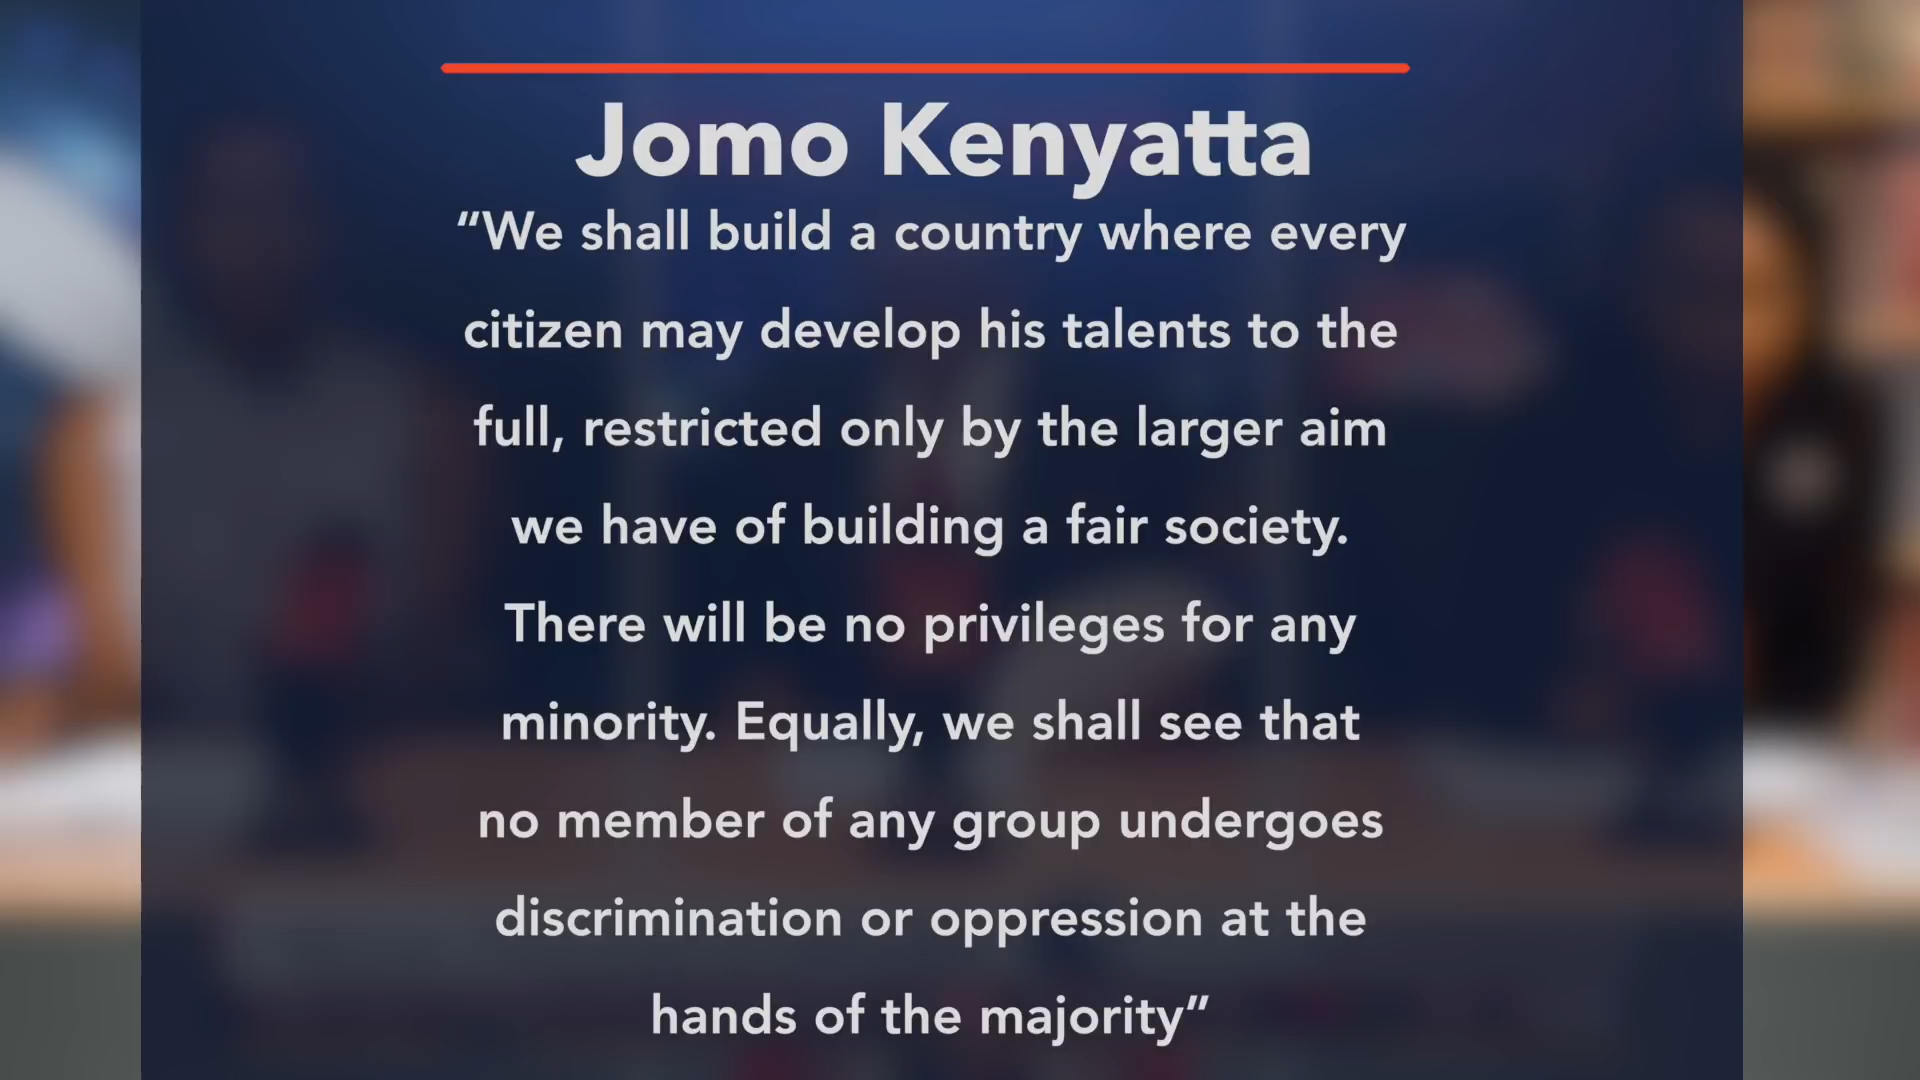 Jomo Kenyatta
“We shall build a country where every
citizen may develop his talents to the
full, restricted only by the larger aim
we have of building a fair society.
There will be no privileges for any
minority. Equally, we shall see that
no member of any group undergoes
discrimination or oppression at the
hands of the majority”